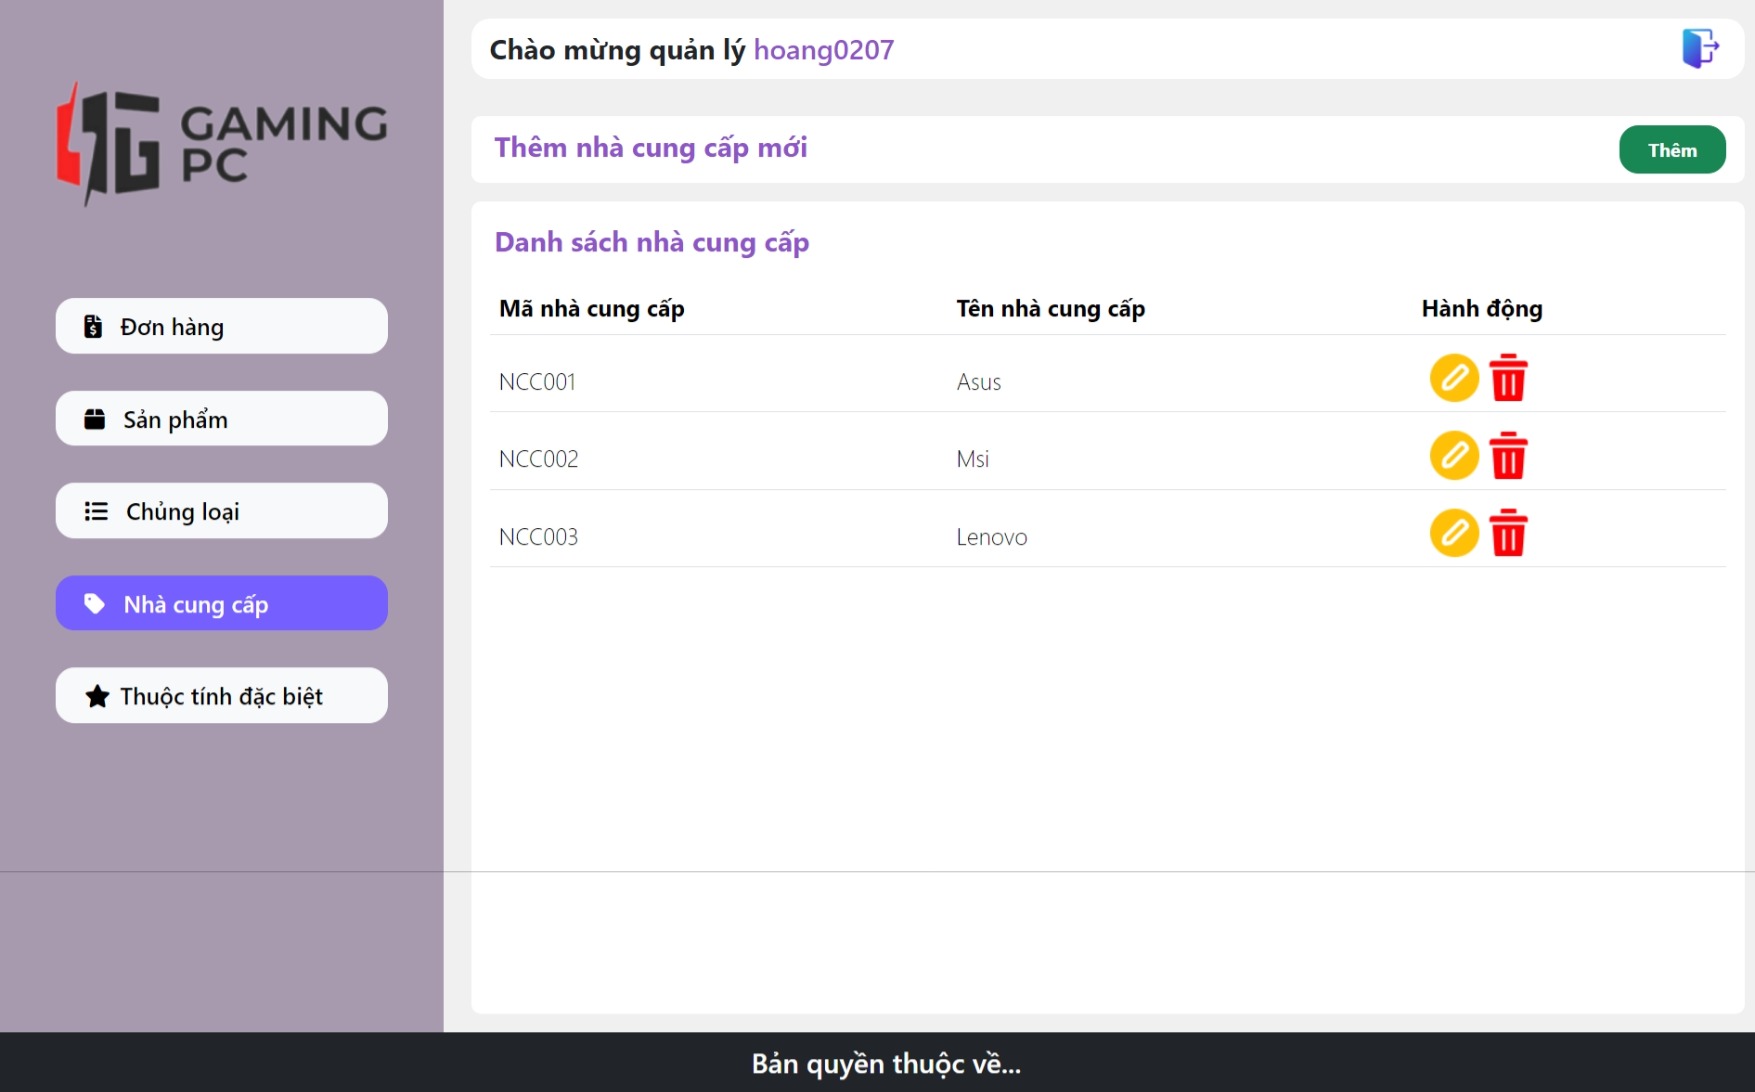 GAMING
PC
Đơn hàng
Sản phẩm
Chủng loại
Nhà cung cấp
Thuộc tính đặc biệt
Chào mừng quản lý hoang0207
Thêm nhà cung cấp mới
Thêm
Danh sách nhà cung cấp
Mã nhà cung cấp Tên nhà cung cấp Hành động
NCC001 Asus
NCC002 Msi
NCC003 Lenovo
Bản quyền thuộc về...